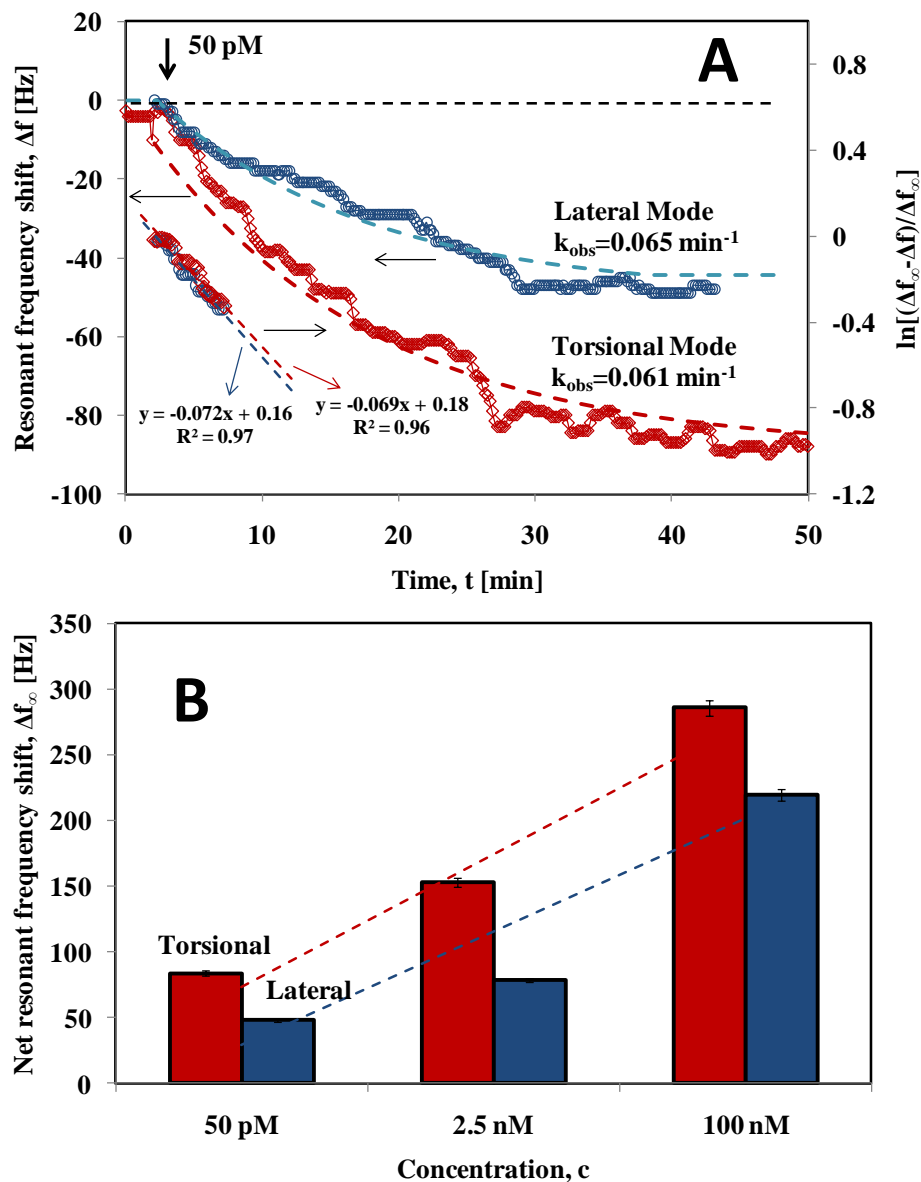 20
0
-20
-40
-60
-80
-100
Resonant frequency shift, Δf [Hz]
50 pM
A
0.8
0.4
0
-0.4
-0.8
-1.2
ln[(Δf∞-Δf)/Δf∞]
Lateral Mode
kobs=0.065 min-1
Torsional Mode
kobs=0.061 min-1
y = -0.072x + 0.16
R² = 0.97
y = -0.069x + 0.18
R² = 0.96
0 10 20 30 40 50
Time, t [min]
350
300
250
200
150
100
50
0
Net resonant frequency shift, Δf∞ [Hz]
B
Torsional
Lateral
50 pM 2.5 nM 100 nM
Concentration, c